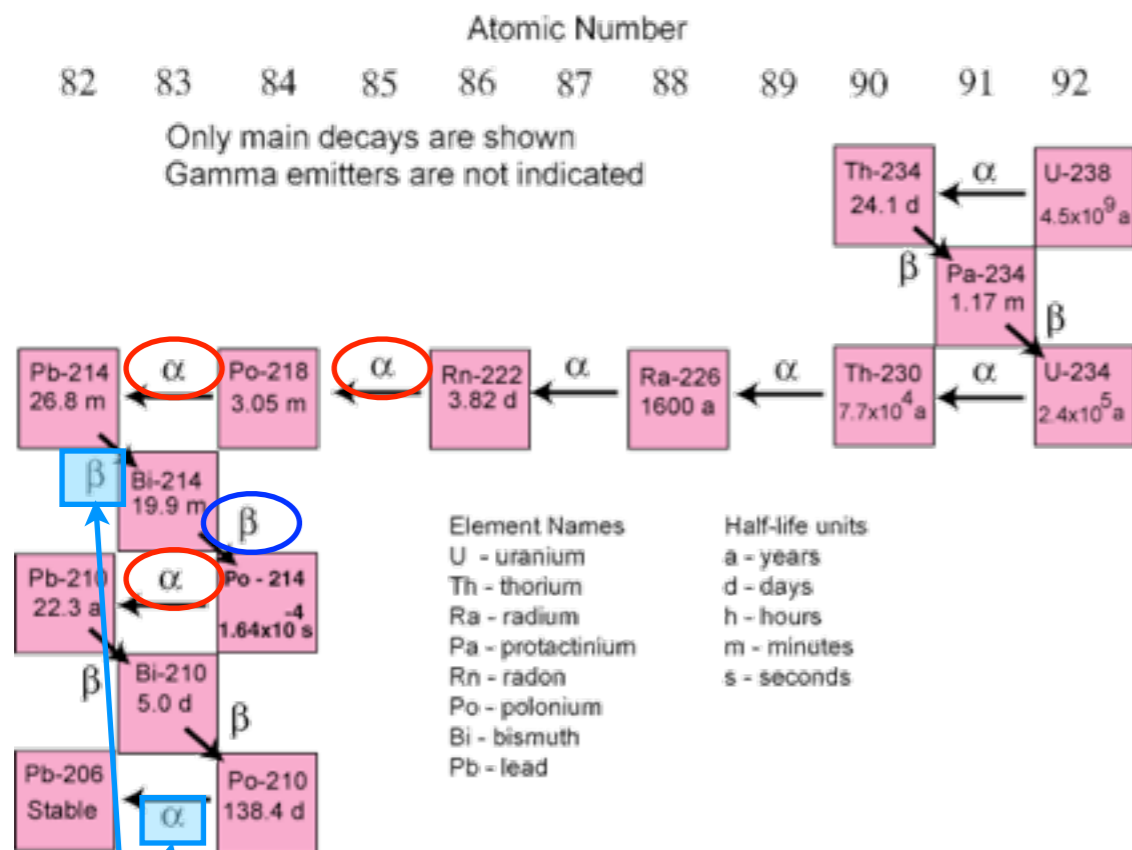 Atomic Number
82 83 84 85 86 87 88 89 90 91 92
Only main decays are shown
Gamma emitters are not indicated
Th-234
24.1 d
α
U-238
4.5x10⁹ a
β
Pa-234
1.17 m
β
Pb-214
26.8 m
α
Po-218
3.05 m
α
Rn-222
3.82 d
α
Ra-226
1600 a
α
Th-230
7.7x10⁴ a
α
U-234
2.4x10⁵ a
β
Bi-214
19.9 m
β
Pb-210
22.3 a
α
Po - 214
-4
1.64x10 s
β
Bi-210
5.0 d
β
Pb-206
Stable
α
Po-210
138.4 d
Element Names
U - uranium
Th - thorium
Ra - radium
Pa - protactinium
Rn - radon
Po - polonium
Bi - bismuth
Pb - lead
Half-life units
a - years
d - days
h - hours
m - minutes
s - seconds